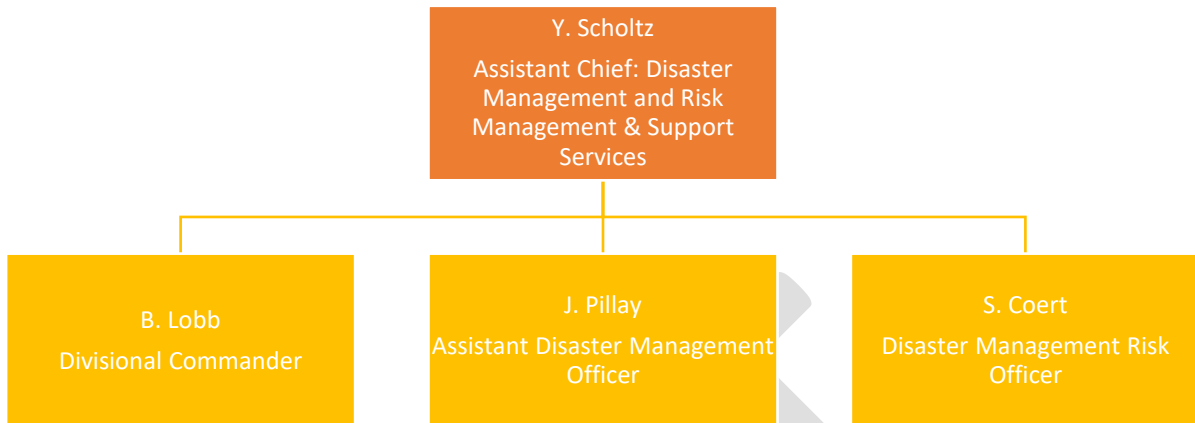 Y. Scholtz
Assistant Chief: Disaster
Management and Risk
Management & Support
Services
B. Lobb
Divisional Commander
J. Pillay
Assistant Disaster Management
Officer
S. Coert
Disaster Management Risk
Officer